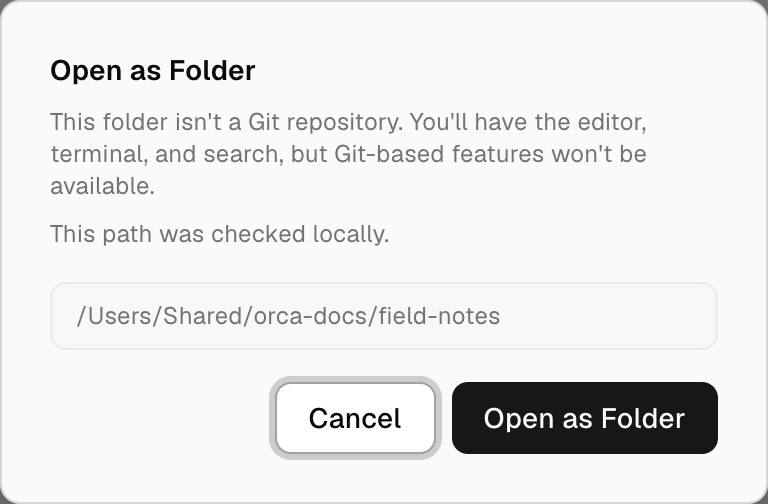 Open as Folder
This folder isn't a Git repository. You'll have the editor,
terminal, and search, but Git-based features won't be
available.
This path was checked locally.
/Users/Shared/orca-docs/field-notes
Cancel
Open as Folder